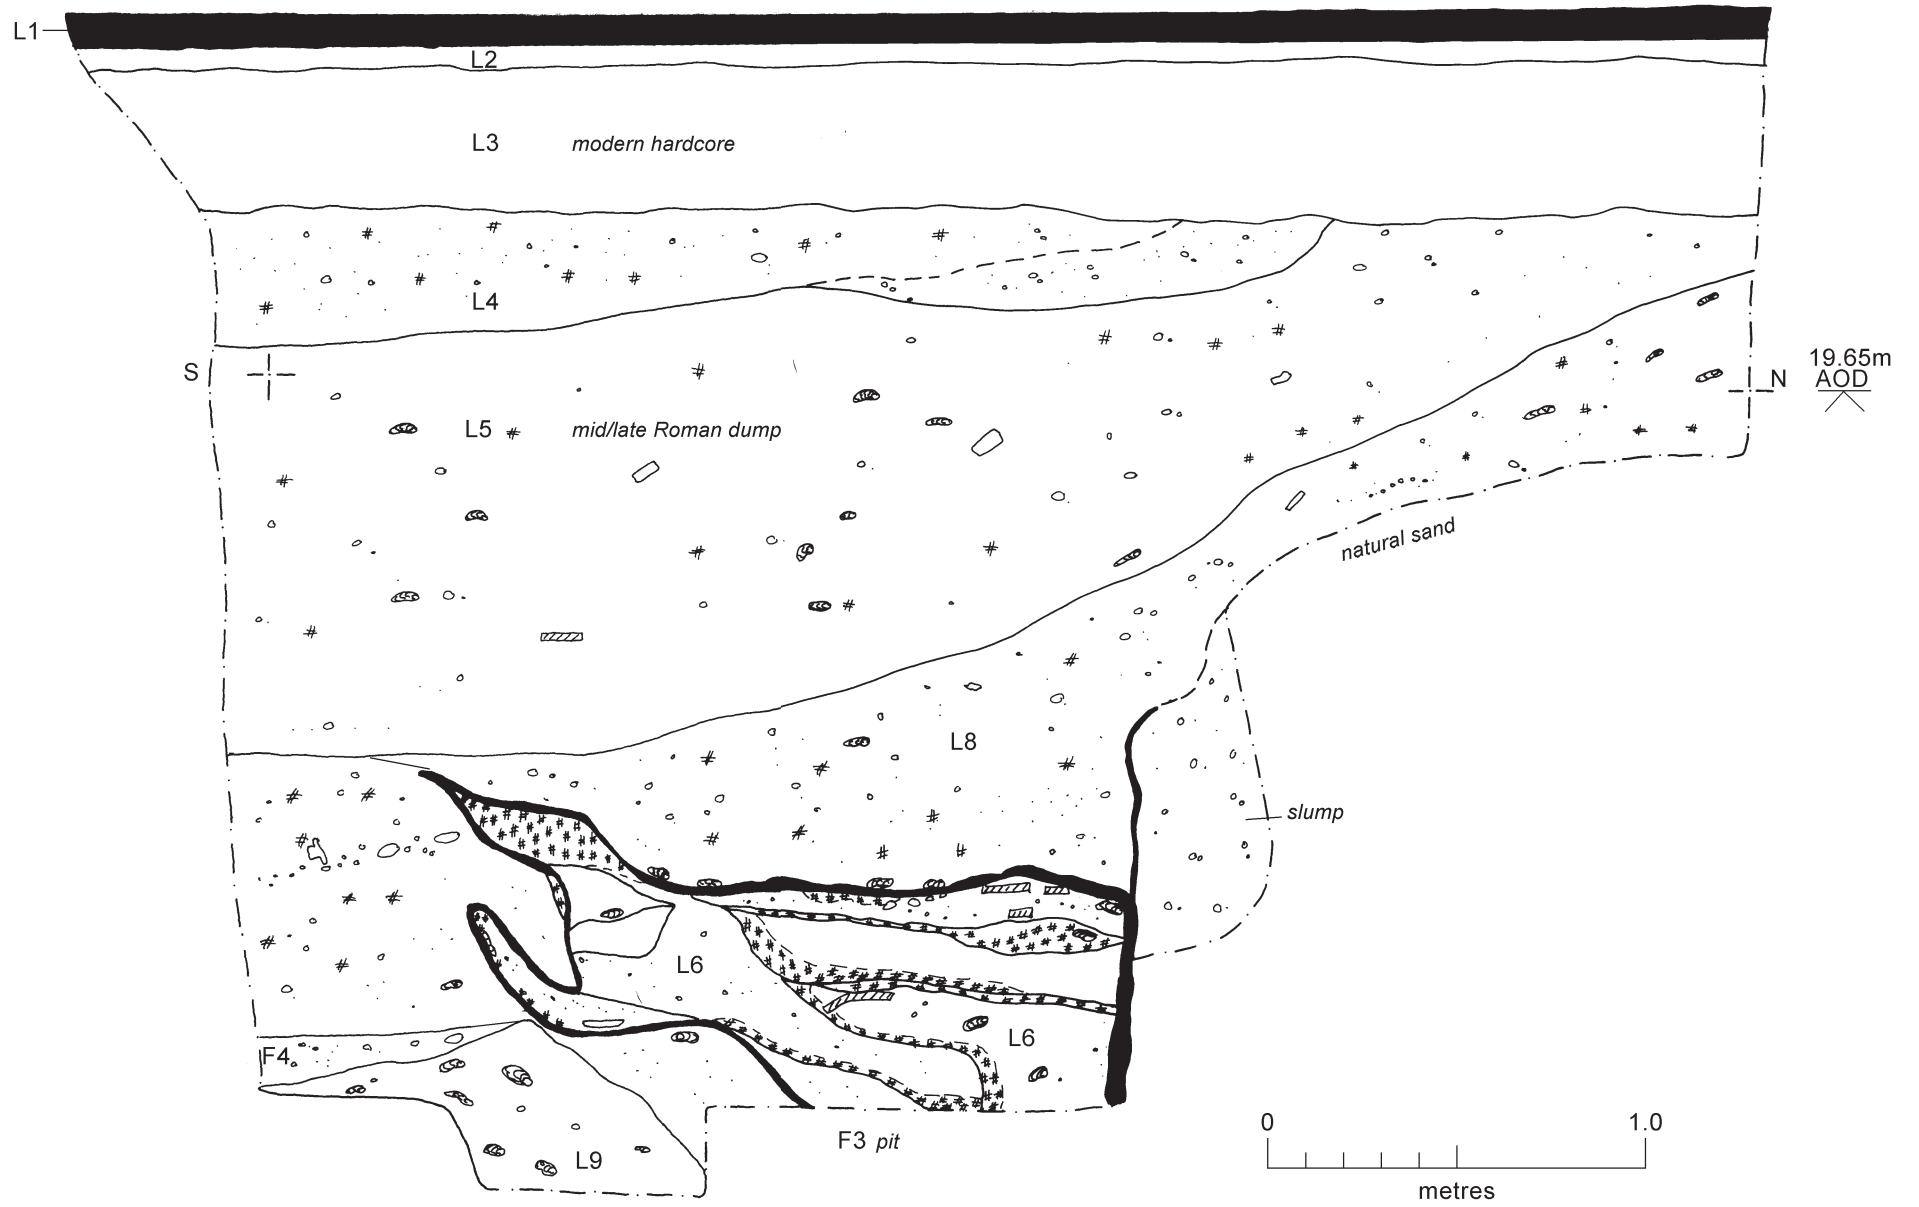 L1
L2
L3 modern hardcore
L4
S
N
19.65m
AOD
L5 mid/late Roman dump
natural sand
L8
slump
L6
L6
F4
F3 pit
L9
0 1.0
metres